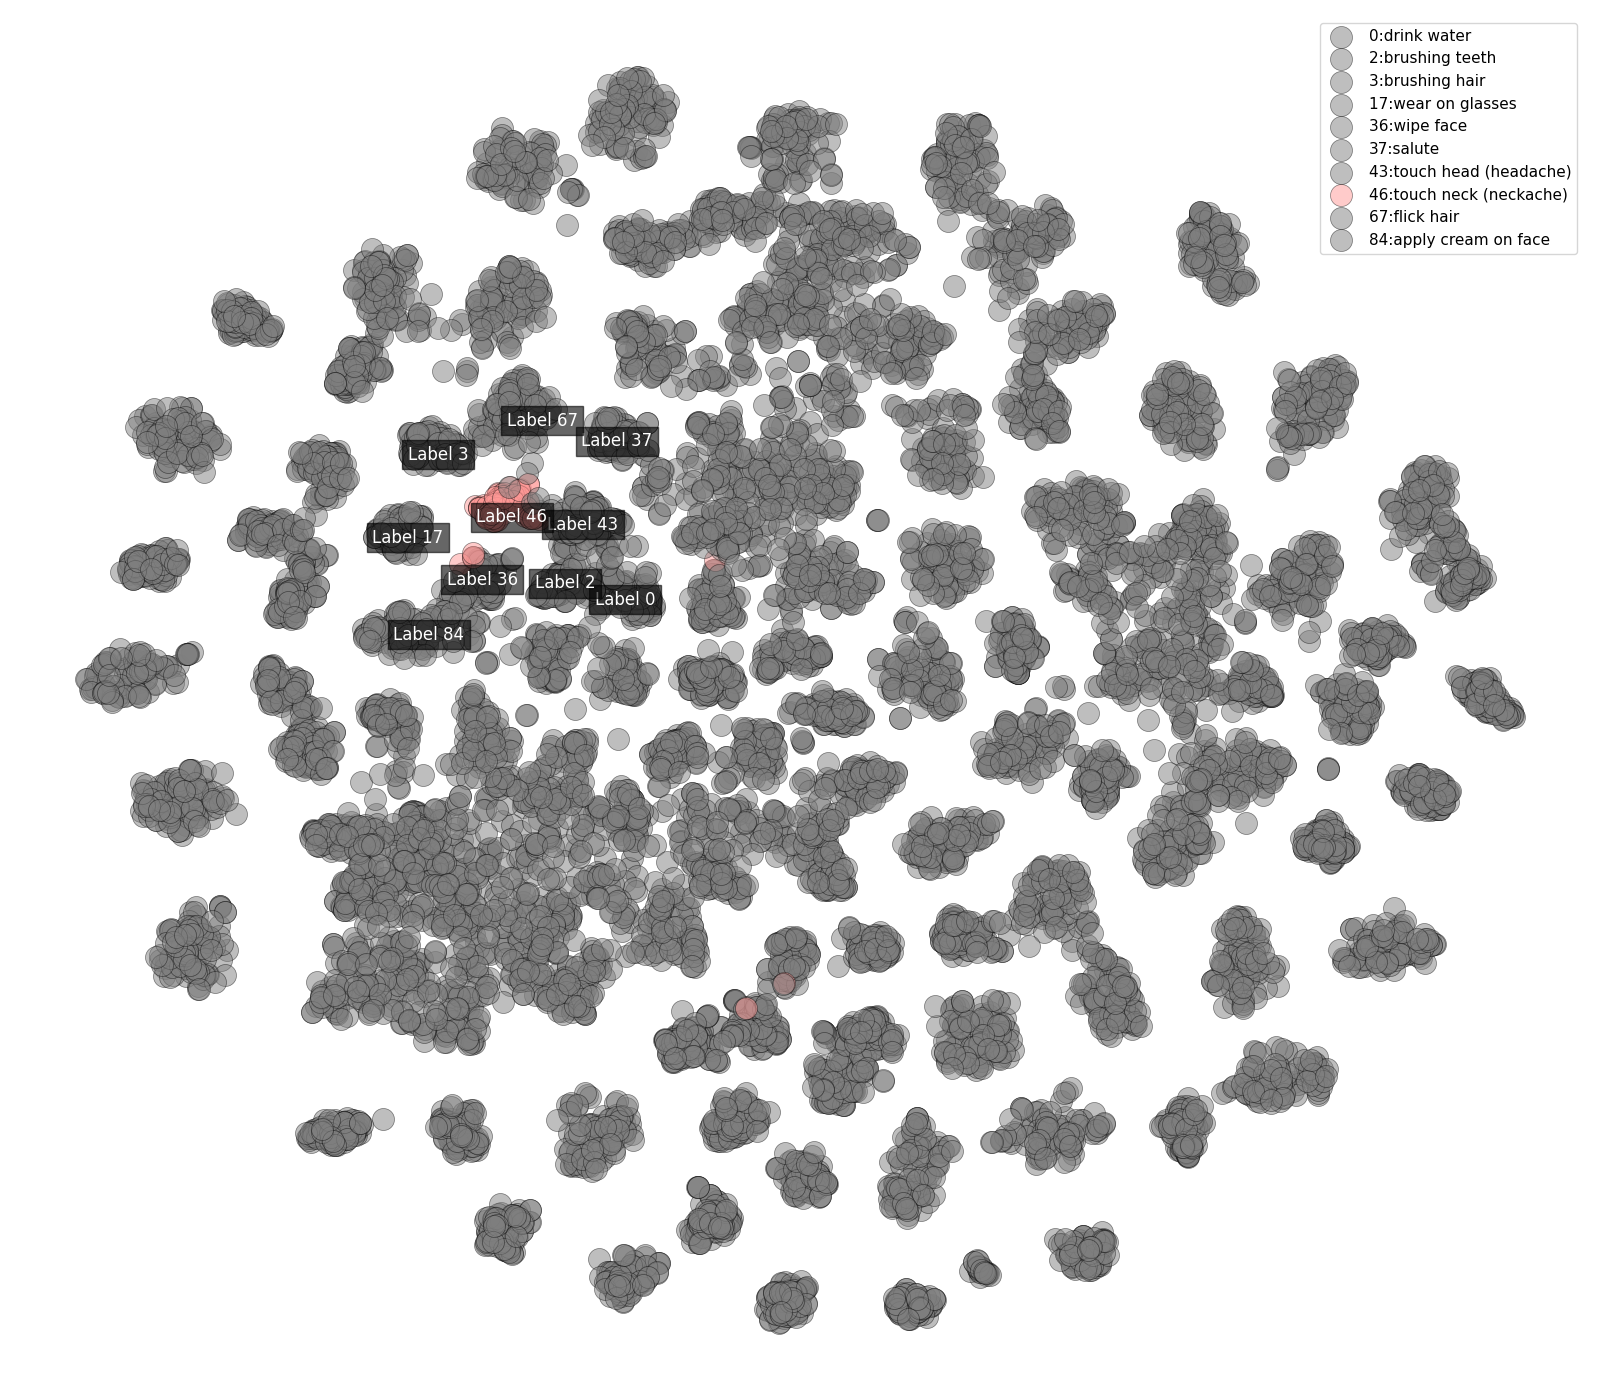 0:drink water
2:brushing teeth
3:brushing hair
17:wear on glasses
36:wipe face
37:salute
43:touch head (headache)
46:touch neck (neckache)
67:flick hair
84:apply cream on face
Label 67
Label 37
Label 3
Label 46
Label 43
Label 17
Label 36
Label 2
Label 0
Label 84